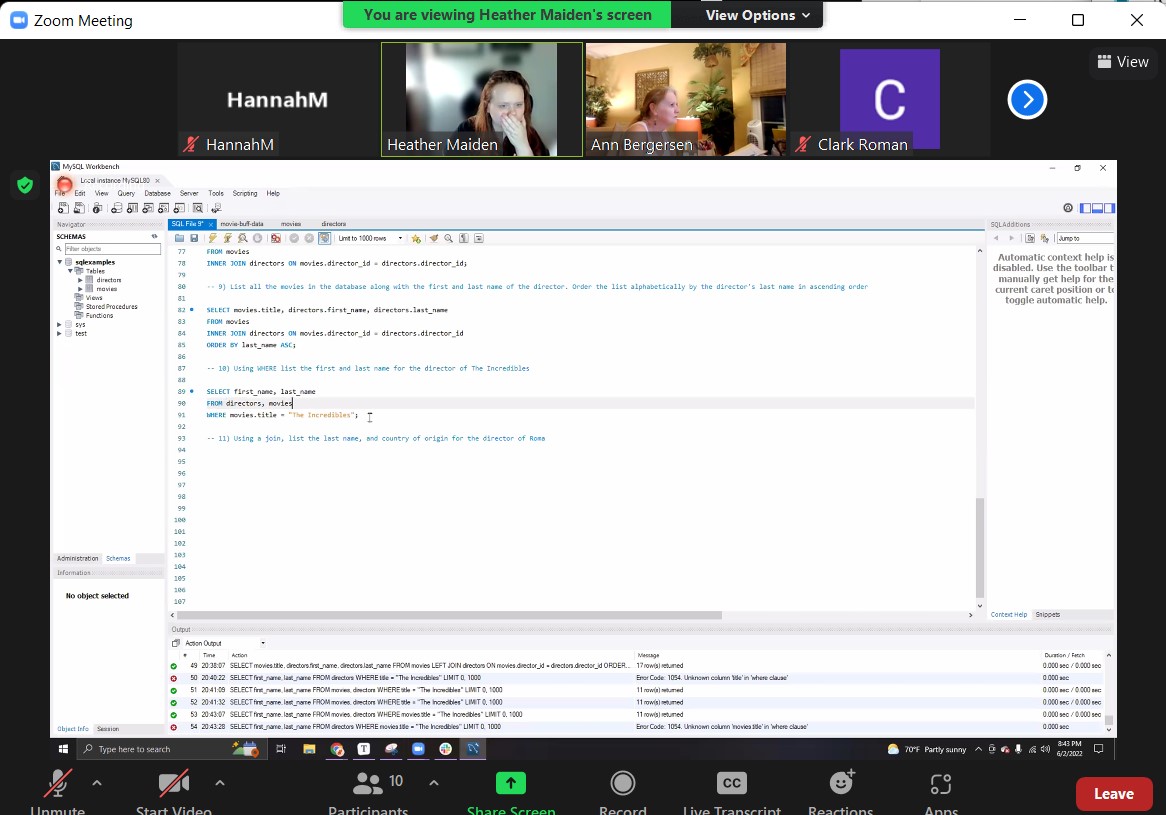 Zoom Meeting
You are viewing Heather Maiden's screen
View Options
View
HannahM
HannahM
Heather Maiden
Ann Bergersen
C
Clark Roman
MySQL Workbench
Local instance MySQL80
File Edit View Query Database Server Tools Scripting Help
Navigator
SCHEMAS
Filter objects
sqlexamples
Tables
directors
movies
Views
Stored Procedures
Functions
sys
test
Administration Schemas
Information
No object selected
Object Info Session
SQL File 9* movie-buff-data movies directors
Limit to 1000 rows
77 FROM movies
78 INNER JOIN directors ON movies.director_id = directors.director_id;
79
80 -- 9) List all the movies in the database along with the first and last name of the director. Order the list alphabetically by the director's last name in ascending order
81
82 SELECT movies.title, directors.first_name, directors.last_name
83 FROM movies
84 INNER JOIN directors ON movies.director_id = directors.director_id
85 ORDER BY last_name ASC;
86
87 -- 10) Using WHERE list the first and last name for the director of The Incredibles
88
89 SELECT first_name, last_name
90 FROM directors, movies
91 WHERE movies.title = "The Incredibles";
92
93 -- 11) Using a join, list the last name, and country of origin for the director of Roma
94
95
96
97
98
99
100
101
102
103
104
105
106
107
SQLAdditions
Jump to
Automatic context help is
disabled. Use the toolbar t
manually get help for the
current caret position or to
toggle automatic help.
Context Help Snippets
Output
Action Output
# Time Action Message Duration / Fetch
49 20:38:07 SELECT movies.title, directors.first_name, directors.last_name FROM movies LEFT JOIN directors ON movies.director_id = directors.director_id ORDER... 17 row(s) returned 0.000 sec / 0.000 sec
50 20:40:22 SELECT first_name, last_name FROM directors WHERE title = "The Incredibles" LIMIT 0, 1000 Error Code: 1054. Unknown column 'title' in 'where clause' 0.000 sec
51 20:41:09 SELECT first_name, last_name FROM movies, directors WHERE title = "The Incredibles" LIMIT 0, 1000 11 row(s) returned 0.000 sec / 0.000 sec
52 20:41:32 SELECT first_name, last_name FROM movies, directors WHERE title = "The Incredibles" LIMIT 0, 1000 11 row(s) returned 0.000 sec / 0.000 sec
53 20:43:07 SELECT first_name, last_name FROM movies, directors WHERE movies.title = "The Incredibles" LIMIT 0, 1000 11 row(s) returned 0.000 sec / 0.000 sec
54 20:43:28 SELECT first_name, last_name FROM directors WHERE movies.title = "The Incredibles" LIMIT 0, 1000 Error Code: 1054. Unknown column 'movies.title' in 'where clause' 0.000 sec
Type here to search
70°F Partly sunny
8:43 PM
6/2/2022
10
CC
Unmute Start Video Participants Share Screen Record Live Transcript Reactions Apps
Leave